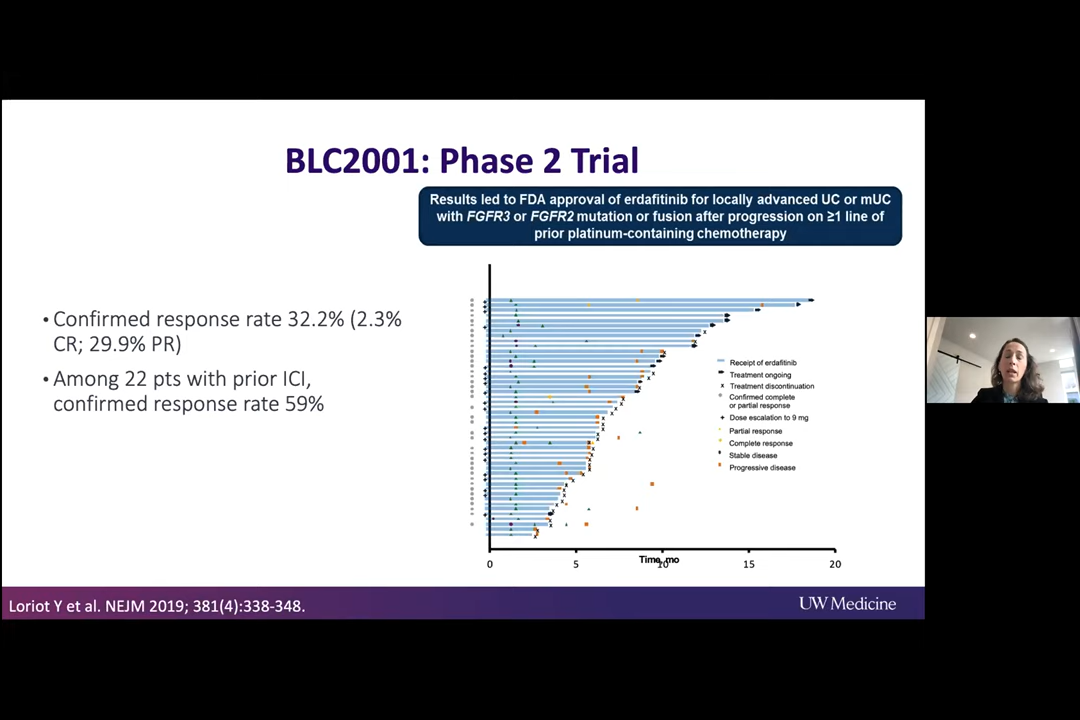 BLC2001: Phase 2 Trial
Results led to FDA approval of erdafitinib for locally advanced UC or mUC
with FGFR3 or FGFR2 mutation or fusion after progression on ≥1 line of
prior platinum-containing chemotherapy
• Confirmed response rate 32.2% (2.3%
CR; 29.9% PR)
• Among 22 pts with prior ICI,
confirmed response rate 59%
Receipt of erdafitinib
Treatment ongoing
Treatment discontinuation
Confirmed complete
or partial response
Dose escalation to 9 mg
Partial response
Complete response
Stable disease
Progressive disease
Time, mo
0 5 10 15 20
Loriot Y et al. NEJM 2019; 381(4):338-348.
UW Medicine